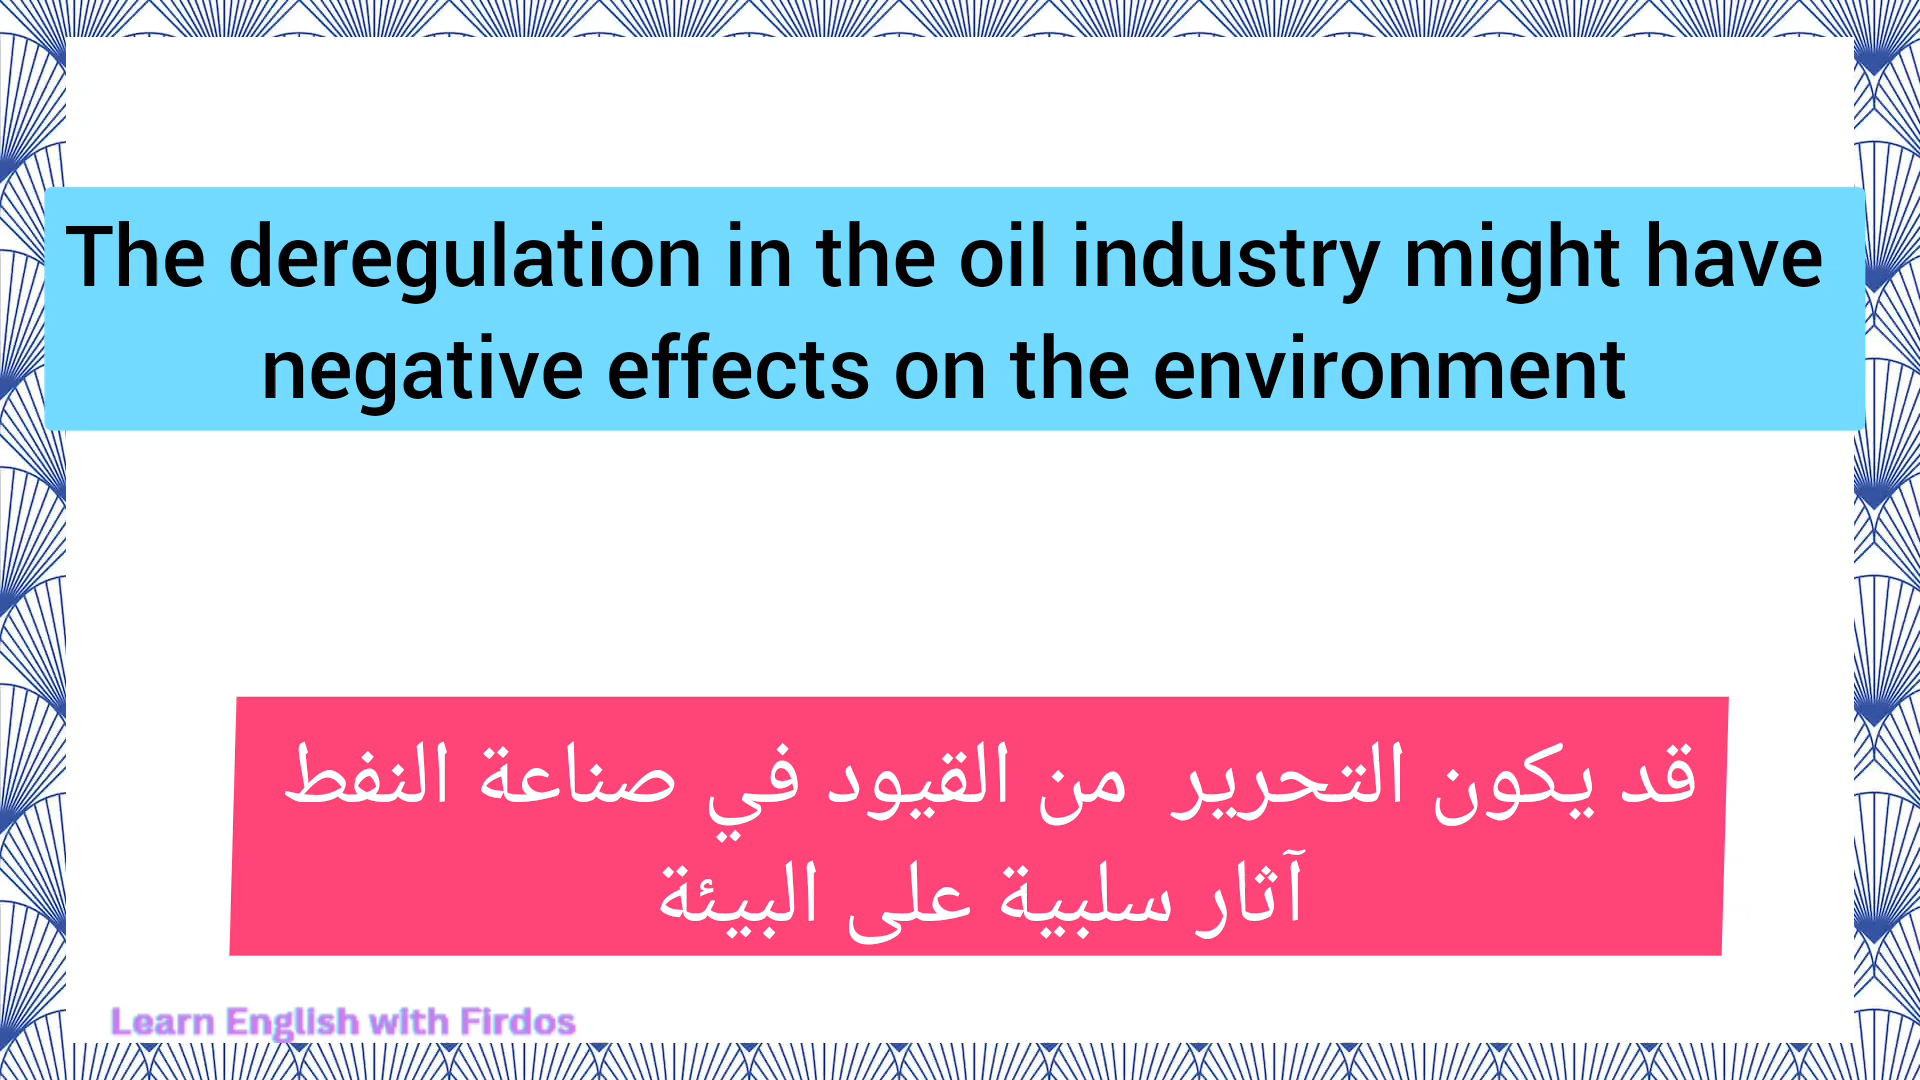 The deregulation in the oil industry might have
negative effects on the environment
قد يكون التحرير من القيود في صناعة النفط
آثار سلبية على البيئة
Learn English with Firdos